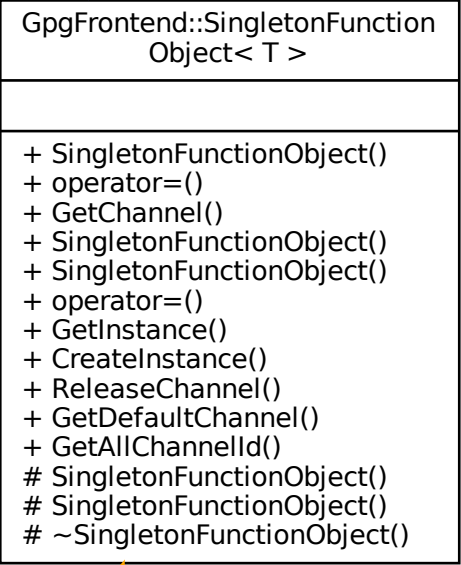 GpgFrontend::SingletonFunction
Object< T >
+ SingletonFunctionObject()
+ operator=()
+ GetChannel()
+ SingletonFunctionObject()
+ SingletonFunctionObject()
+ operator=()
+ GetInstance()
+ CreateInstance()
+ ReleaseChannel()
+ GetDefaultChannel()
+ GetAllChannelId()
# SingletonFunctionObject()
# SingletonFunctionObject()
# ~SingletonFunctionObject()